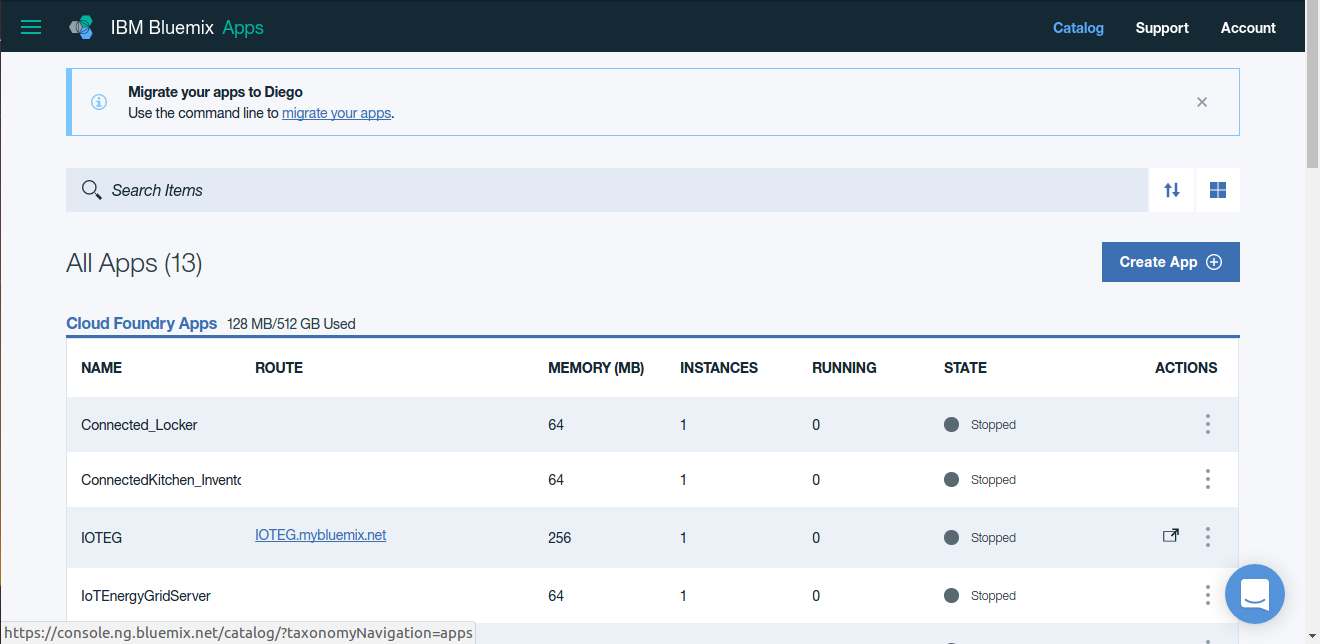 IBM Bluemix Apps Catalog Support Account
Migrate your apps to Diego
Use the command line to migrate your apps.
Search Items
All Apps (13)
Create App
Cloud Foundry Apps 128 MB/512 GB Used
NAME ROUTE MEMORY (MB) INSTANCES RUNNING STATE ACTIONS
Connected_Locker 64 1 0 Stopped
ConnectedKitchen_Invento 64 1 0 Stopped
IOTEG IOTEG.mybluemix.net 256 1 0 Stopped
IoTEnergyGridServer 64 1 0 Stopped
https://console.ng.bluemix.net/catalog/?taxonomyNavigation=apps